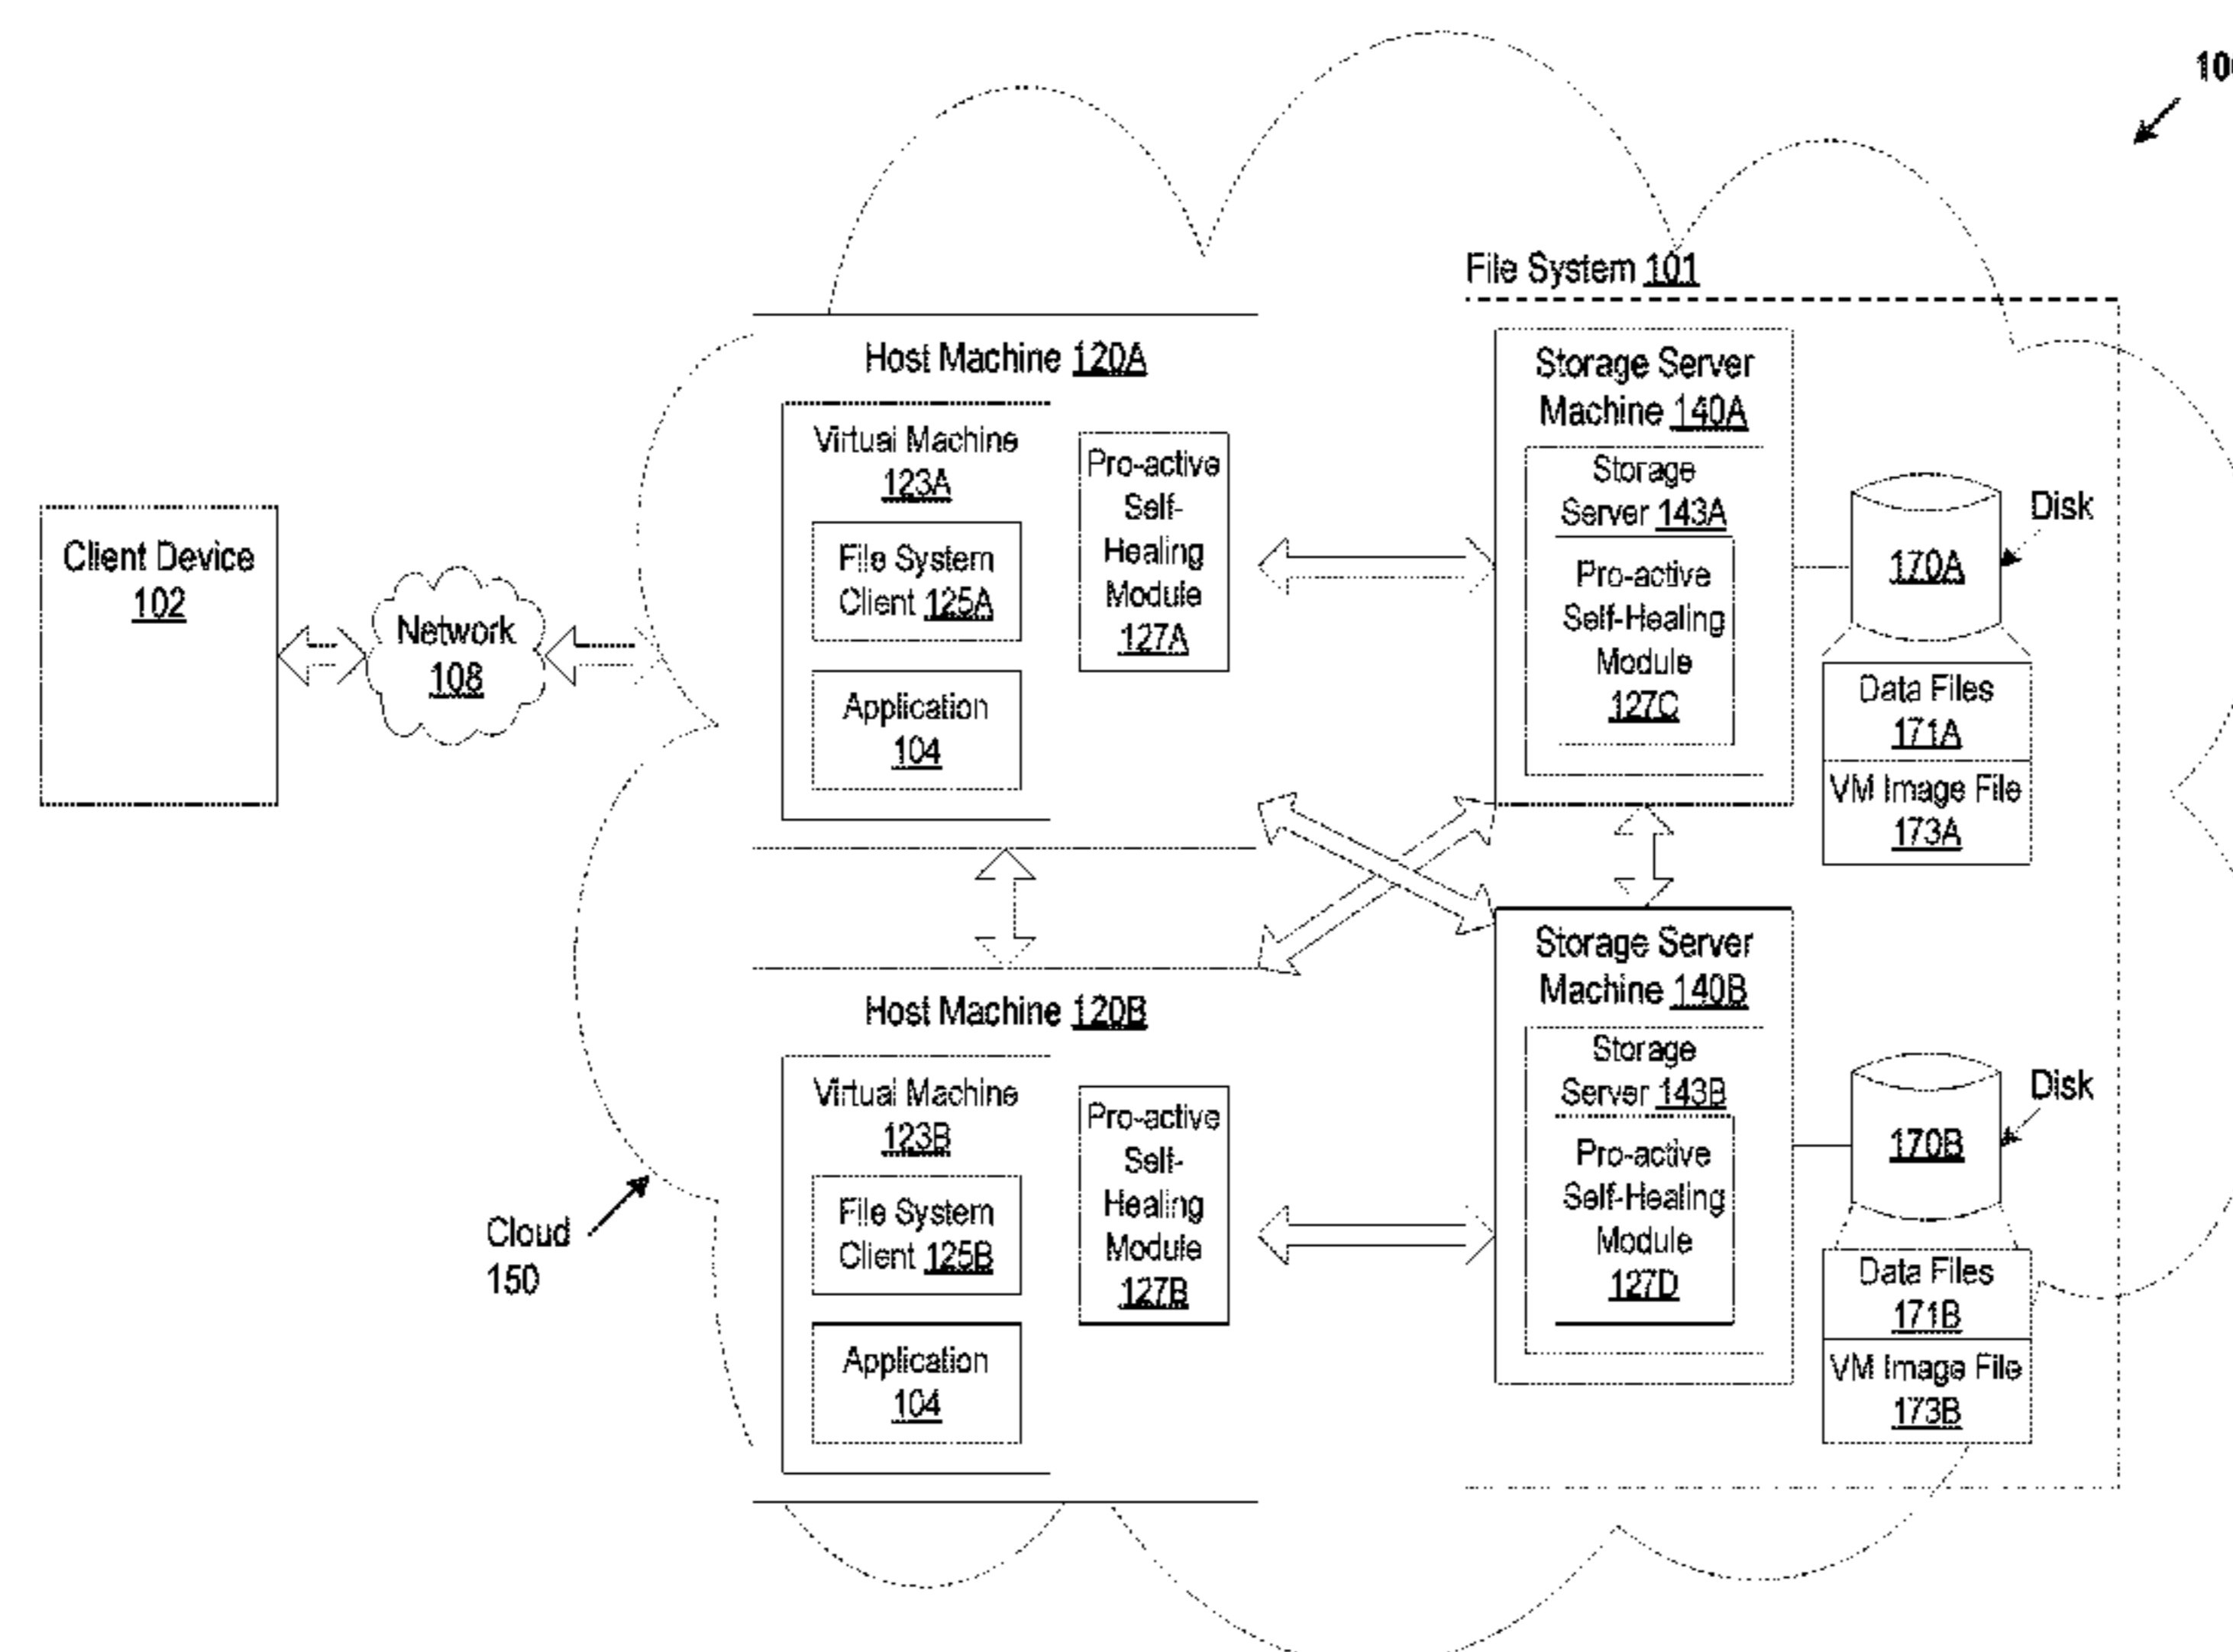 10
File System 101
Host Machine 120A
Virtual Machine
123A
File System
Client 125A
Application
104
Pro-active
Self-
Healing
Module
127A
Storage Server
Machine 140A
Storage
Server 143A
Pro-active
Self-Healing
Module
127C
Disk
170A
Data Files
171A
VM Image File
173A
Client Device
102
Network
108
Host Machine 120B
Virtual Machine
123B
File System
Client 125B
Application
104
Pro-active
Self-
Healing
Module
127B
Storage Server
Machine 140B
Storage
Server 143B
Pro-active
Self-Healing
Module
127D
Disk
170B
Data Files
171B
VM Image File
173B
Cloud
150